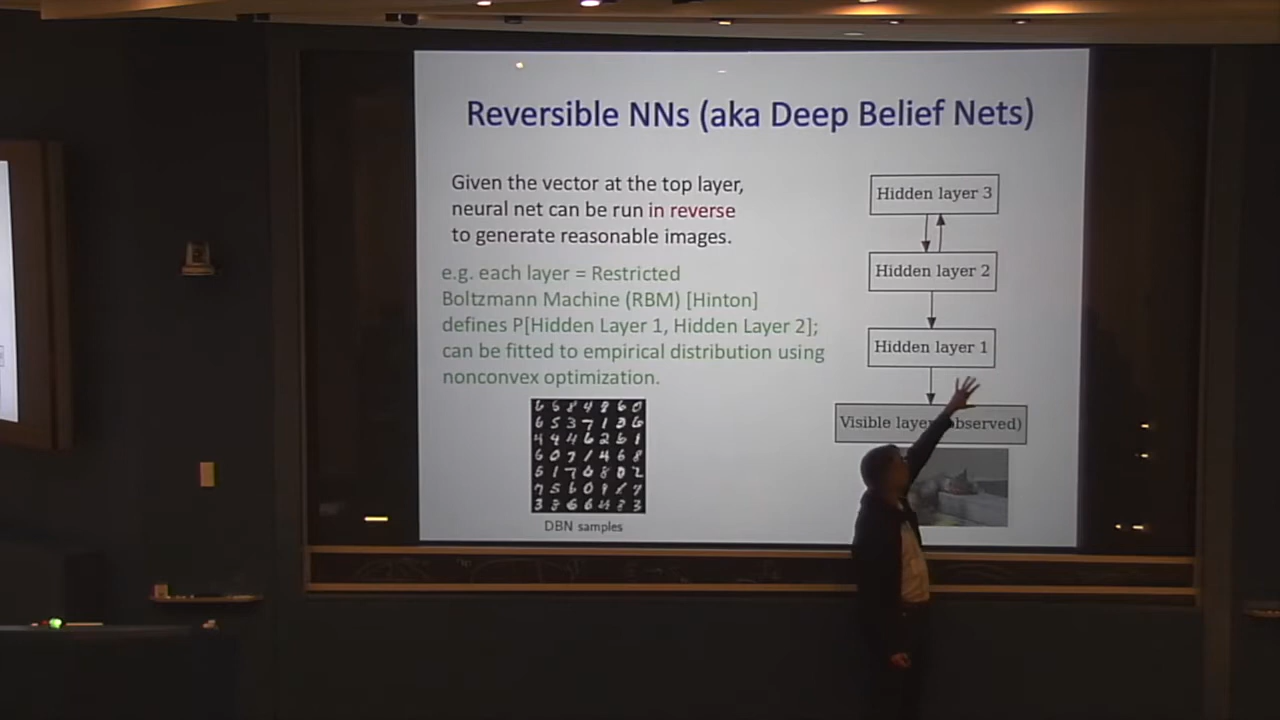 Reversible NNs (aka Deep Belief Nets)
Given the vector at the top layer,
neural net can be run in reverse
to generate reasonable images.
e.g. each layer = Restricted
Boltzmann Machine (RBM) [Hinton]
defines P[Hidden Layer 1, Hidden Layer 2];
can be fitted to empirical distribution using
nonconvex optimization.
DBN samples
Hidden layer 3
Hidden layer 2
Hidden layer 1
Visible